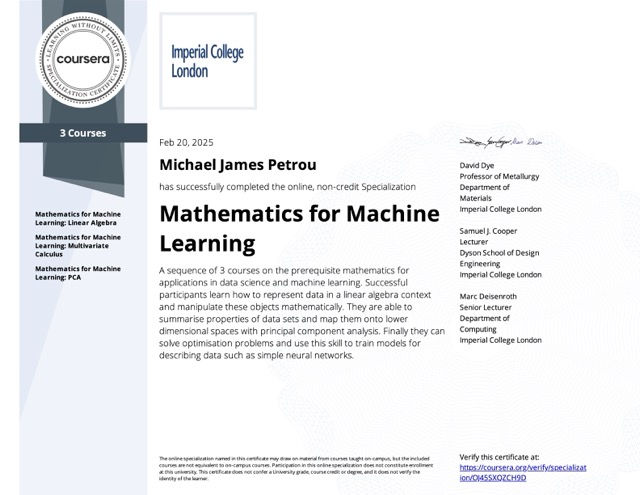 LEARNING WITHOUT LIMITS
coursera
SPECIALIZATION CERTIFICATE
3 Courses
Mathematics for Machine
Learning: Linear Algebra
Mathematics for Machine
Learning: Multivariate
Calculus
Mathematics for Machine
Learning: PCA
Imperial College
London
Feb 20, 2025
Michael James Petrou
has successfully completed the online, non-credit Specialization
Mathematics for Machine
Learning
A sequence of 3 courses on the prerequisite mathematics for
applications in data science and machine learning. Successful
participants learn how to represent data in a linear algebra context
and manipulate these objects mathematically. They are able to
summarise properties of data sets and map them onto lower
dimensional spaces with principal component analysis. Finally they can
solve optimisation problems and use this skill to train models for
describing data such as simple neural networks.
The online specialization named in this certificate may draw on material from courses taught on-campus, but the included
courses are not equivalent to on-campus courses. Participation in this online specialization does not constitute enrollment
at this university. This certificate does not confer a University grade, course credit or degree, and it does not verify the
identity of the learner.
David Dye
Professor of Metallurgy
Department of
Materials
Imperial College London
Samuel J. Cooper
Lecturer
Dyson School of Design
Engineering
Imperial College London
Marc Deisenroth
Senior Lecturer
Department of
Computing
Imperial College London
Verify this certificate at:
https://coursera.org/verify/specializat
ion/OJ45SXQZCH9D